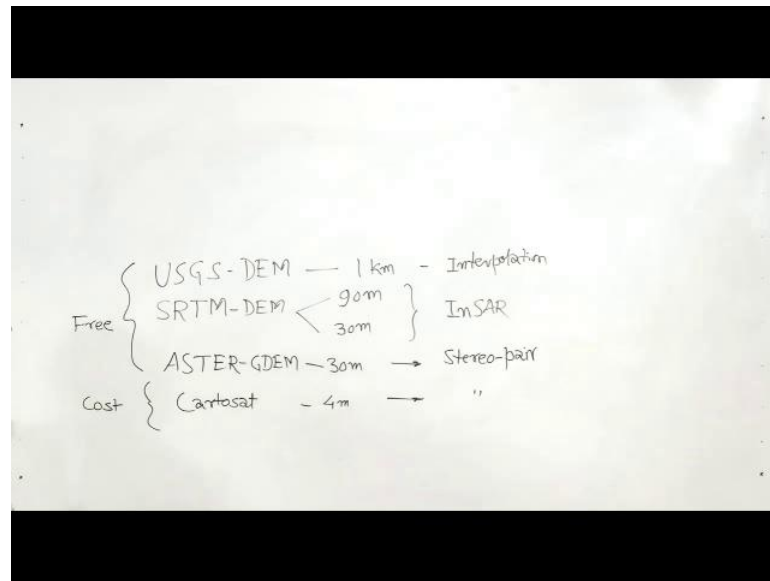 USGS-DEM — 1 km - Interpolation
SRTM-DEM < 90m } InSAR
30m
Free {
ASTER-GDEM — 30m → Stereo-pair
Cost { Cartosat - 4m → "